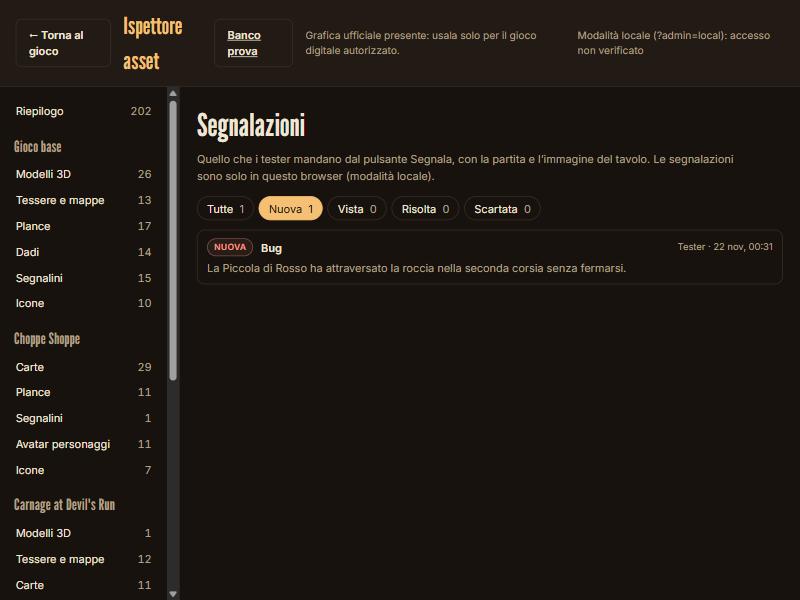 ← Torna al
gioco
Ispettore
asset
Banco
prova
Grafica ufficiale presente: usala solo per il gioco
digitale autorizzato.
Modalità locale (?admin=local): accesso
non verificato
Riepilogo 202
Gioco base
Modelli 3D 26
Tessere e mappe 13
Plance 17
Dadi 14
Segnalini 15
Icone 10
Choppe Shoppe
Carte 29
Plance 11
Segnalini 1
Avatar personaggi 11
Icone 7
Carnage at Devil's Run
Modelli 3D 1
Tessere e mappe 12
Carte 11
Segnalazioni
Quello che i tester mandano dal pulsante Segnala, con la partita e l'immagine del tavolo. Le segnalazioni
sono solo in questo browser (modalità locale).
Tutte 1 Nuova 1 Vista 0 Risolta 0 Scartata 0
NUOVA Bug Tester · 22 nov, 00:31
La Piccola di Rosso ha attraversato la roccia nella seconda corsia senza fermarsi.